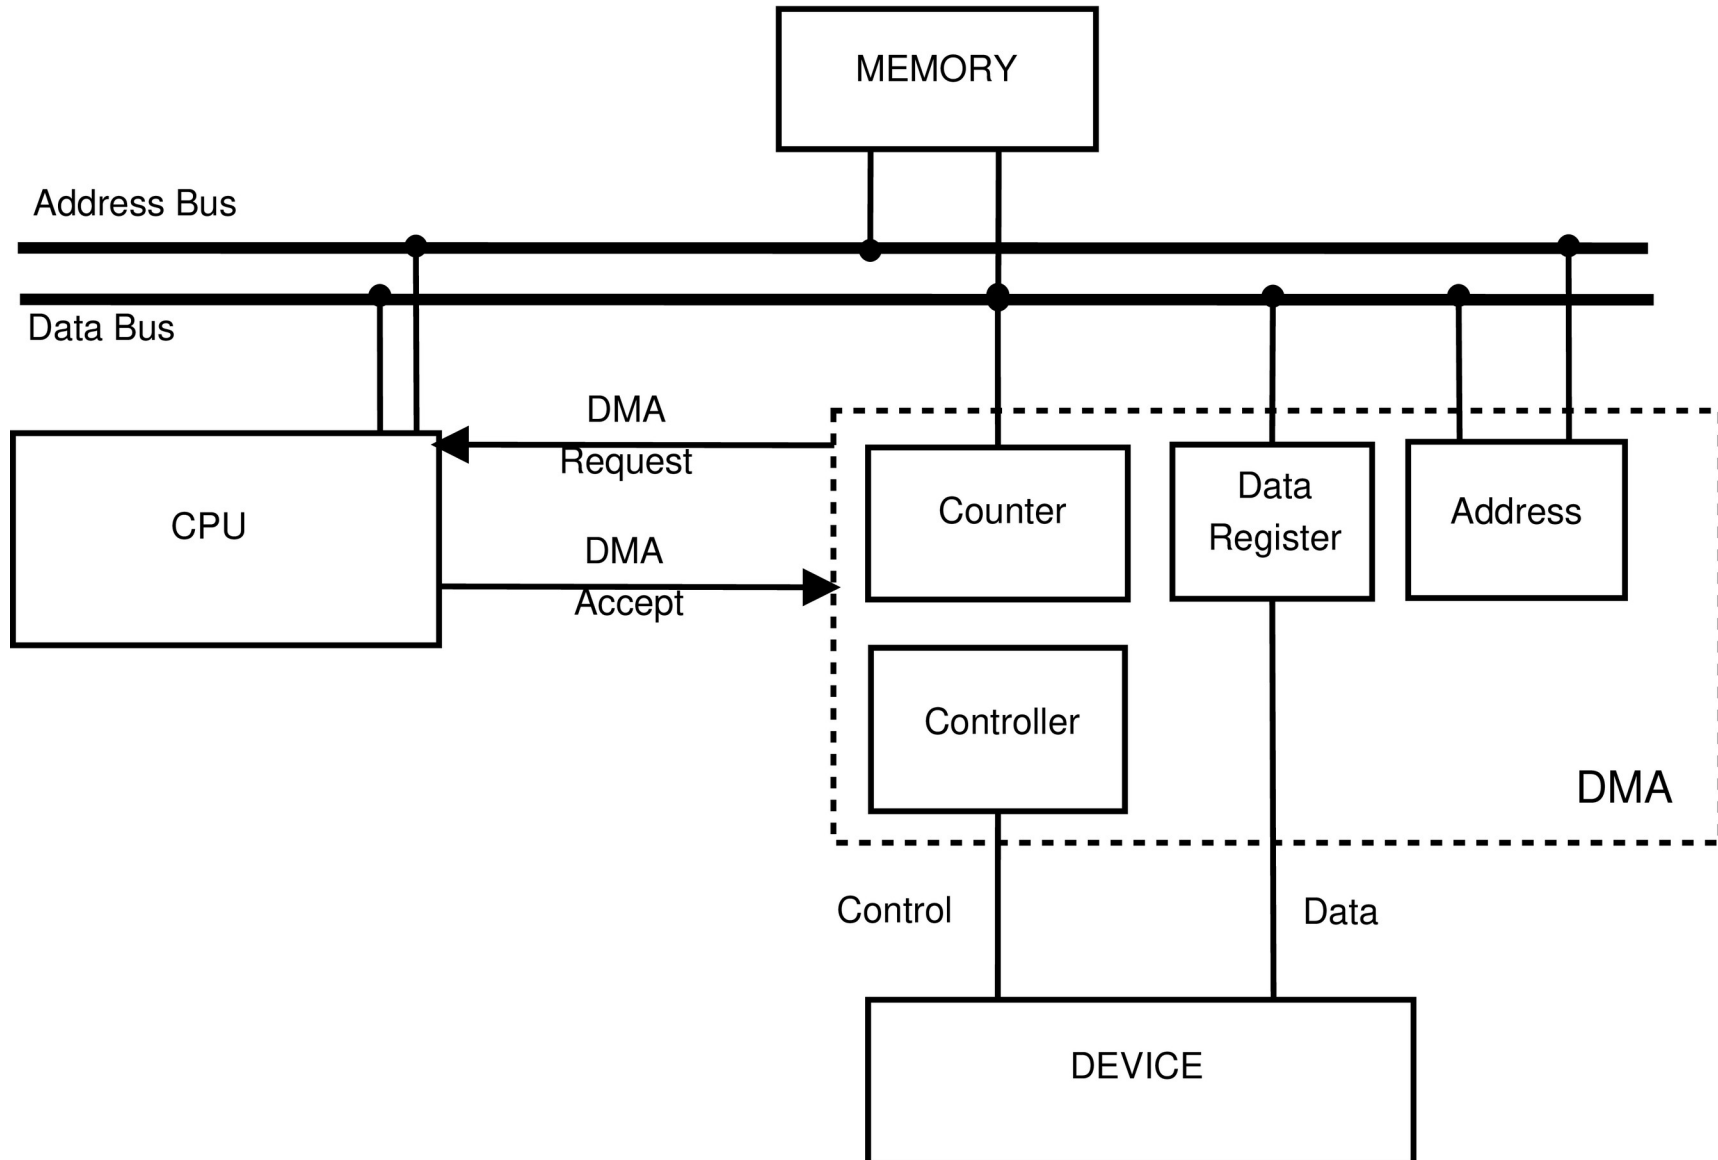 MEMORY
Address Bus
Data Bus
DMA
Request
CPU
DMA
Accept
Counter
Data
Register
Address
Controller
DMA
Control
Data
DEVICE